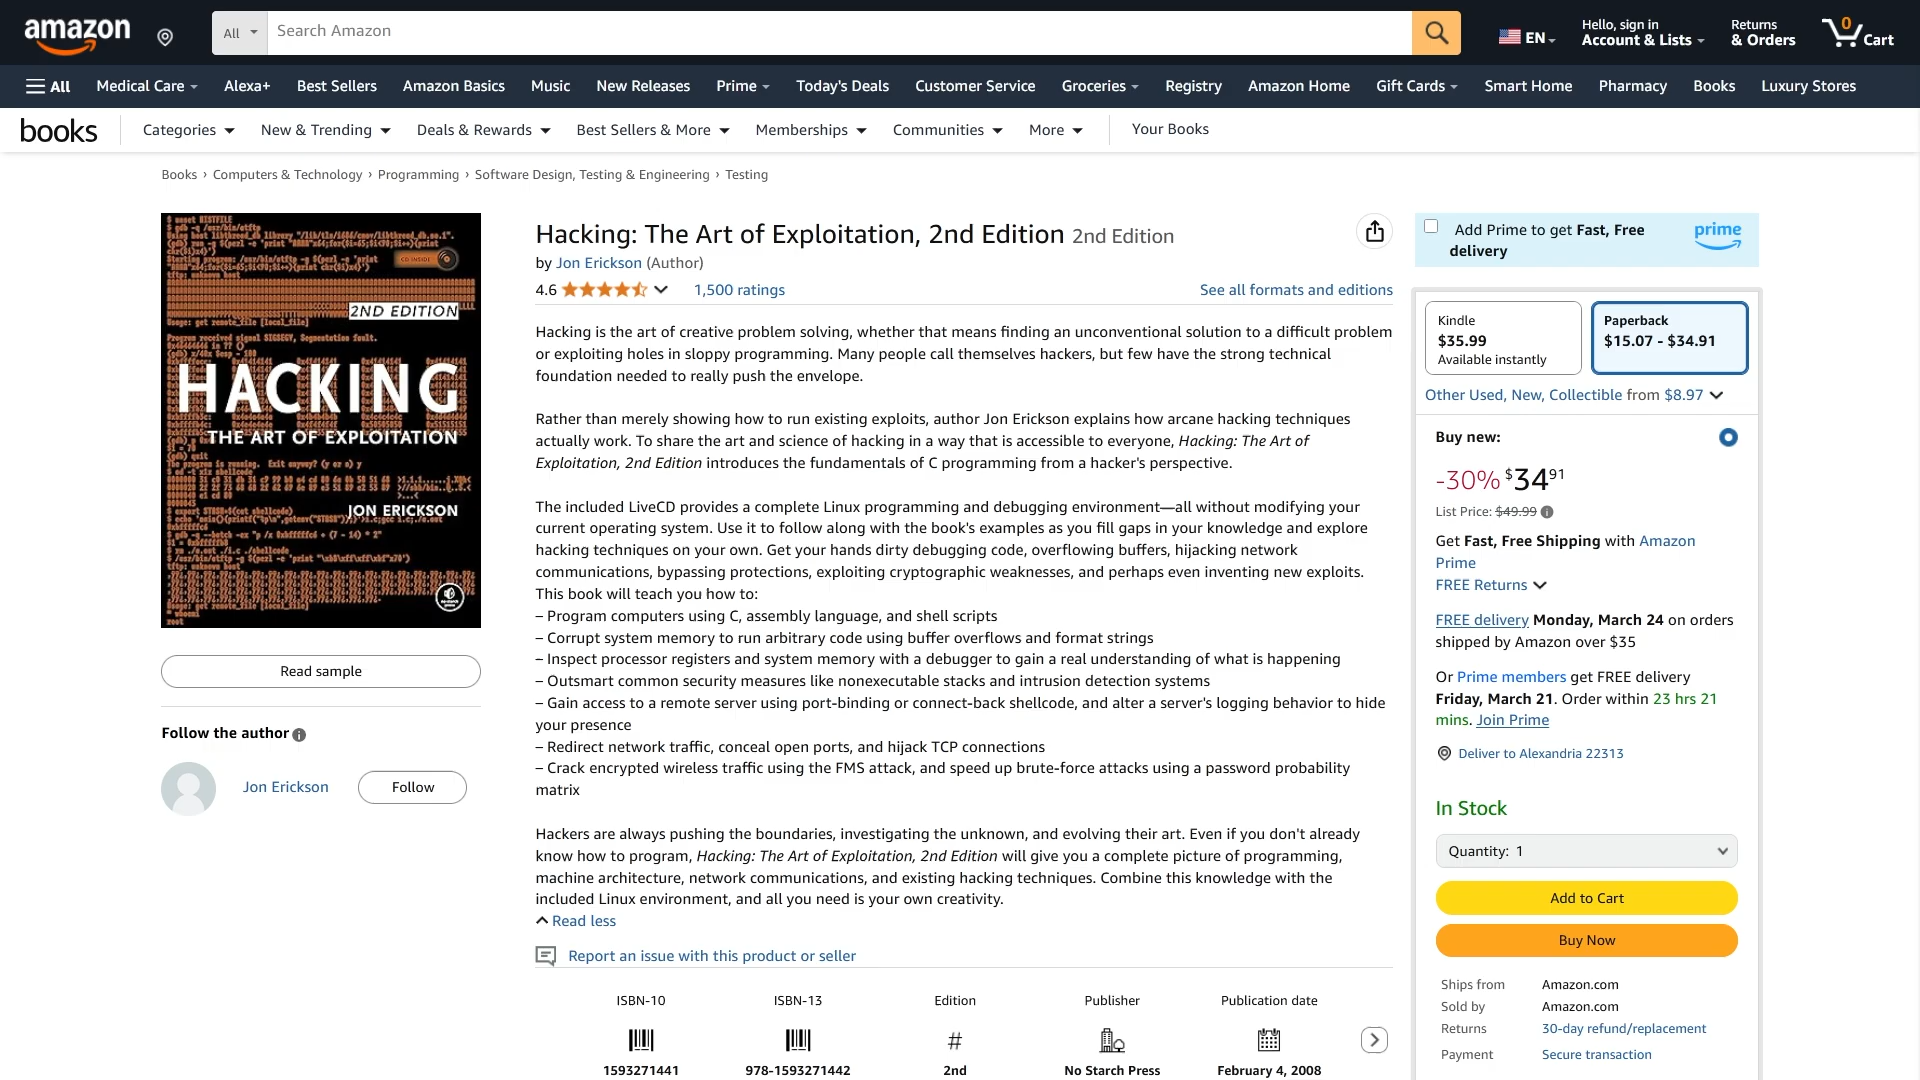 amazon
All
Search Amazon
EN
Hello, sign in
Account & Lists
Returns
& Orders
0
Cart
All
Medical Care
Alexa+
Best Sellers
Amazon Basics
Music
New Releases
Prime
Today's Deals
Customer Service
Groceries
Registry
Amazon Home
Gift Cards
Smart Home
Pharmacy
Books
Luxury Stores
books
Categories
New & Trending
Deals & Rewards
Best Sellers & More
Memberships
Communities
More
Your Books
Books › Computers & Technology › Programming › Software Design, Testing & Engineering › Testing
CD INSIDE
2ND EDITION
HACKING
THE ART OF EXPLOITATION
JON ERICKSON
Read sample
Follow the author
Jon Erickson
Follow
Hacking: The Art of Exploitation, 2nd Edition 2nd Edition
by Jon Erickson (Author)
4.6
1,500 ratings
See all formats and editions
Hacking is the art of creative problem solving, whether that means finding an unconventional solution to a difficult problem
or exploiting holes in sloppy programming. Many people call themselves hackers, but few have the strong technical
foundation needed to really push the envelope.
Rather than merely showing how to run existing exploits, author Jon Erickson explains how arcane hacking techniques
actually work. To share the art and science of hacking in a way that is accessible to everyone, Hacking: The Art of
Exploitation, 2nd Edition introduces the fundamentals of C programming from a hacker's perspective.
The included LiveCD provides a complete Linux programming and debugging environment—all without modifying your
current operating system. Use it to follow along with the book's examples as you fill gaps in your knowledge and explore
hacking techniques on your own. Get your hands dirty debugging code, overflowing buffers, hijacking network
communications, bypassing protections, exploiting cryptographic weaknesses, and perhaps even inventing new exploits.
This book will teach you how to:
– Program computers using C, assembly language, and shell scripts
– Corrupt system memory to run arbitrary code using buffer overflows and format strings
– Inspect processor registers and system memory with a debugger to gain a real understanding of what is happening
– Outsmart common security measures like nonexecutable stacks and intrusion detection systems
– Gain access to a remote server using port-binding or connect-back shellcode, and alter a server's logging behavior to hide
your presence
– Redirect network traffic, conceal open ports, and hijack TCP connections
– Crack encrypted wireless traffic using the FMS attack, and speed up brute-force attacks using a password probability
matrix
Hackers are always pushing the boundaries, investigating the unknown, and evolving their art. Even if you don't already
know how to program, Hacking: The Art of Exploitation, 2nd Edition will give you a complete picture of programming,
machine architecture, network communications, and existing hacking techniques. Combine this knowledge with the
included Linux environment, and all you need is your own creativity.
Read less
Report an issue with this product or seller
ISBN-10
1593271441
ISBN-13
978-1593271442
Edition
#
2nd
Publisher
No Starch Press
Publication date
February 4, 2008
Add Prime to get Fast, Free
delivery
prime
Kindle
$35.99
Available instantly
Paperback
$15.07 - $34.91
Other Used, New, Collectible from $8.97
Buy new:
-30% $34.91
List Price: $49.99
Get Fast, Free Shipping with Amazon
Prime
FREE Returns
FREE delivery Monday, March 24 on orders
shipped by Amazon over $35
Or Prime members get FREE delivery
Friday, March 21. Order within 23 hrs 21
mins. Join Prime
Deliver to Alexandria 22313
In Stock
Quantity: 1
Add to Cart
Buy Now
Ships from Amazon.com
Sold by Amazon.com
Returns 30-day refund/replacement
Payment Secure transaction